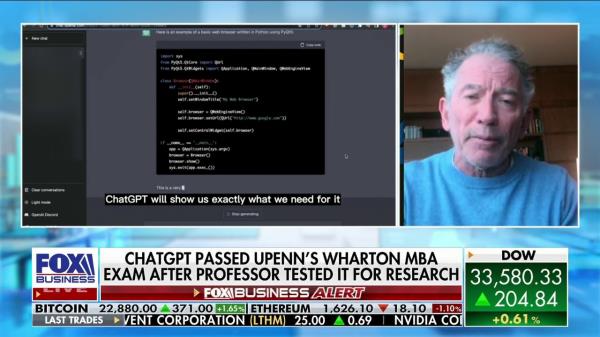 + New chat
Here is an example of a basic web browser written in Python using PyQt5.
Copy code
import sys
from PyQt5.QtCore import QUrl
from PyQt5.QtWidgets import QApplication, QMainWindow, QWebEngineView
class Browser(QMainWindow):
def __init__(self):
super().__init__()
self.setWindowTitle("My Web Browser")
self.browser = QWebEngineView()
self.browser.setUrl(QUrl("http://www.google.com"))
self.setControlWidget(self.browser)
if __name__ == "__main__":
app = QApplication(sys.argv)
browser = Browser()
browser.show()
sys.exit(app.exec_())
This is a very
Clear conversations
Light mode
OpenAI Discord
ChatGPT will show us exactly what we need for it
Stop generating
FOX
BUSINESS
LIVE
CHATGPT PASSED UPENN'S WHARTON MBA
EXAM AFTER PROFESSOR TESTED IT FOR RESEARCH
FOX BUSINESS ALERT
DOW
33,580.33
204.84
+0.61%
BITCOIN 22,880.00 371.00 +1.65% ETHEREUM 1,626.10 18.10 -1.10%
LAST TRADES VENT CORPORATION (LTHM) 25.00 0.69 NVIDIA CO